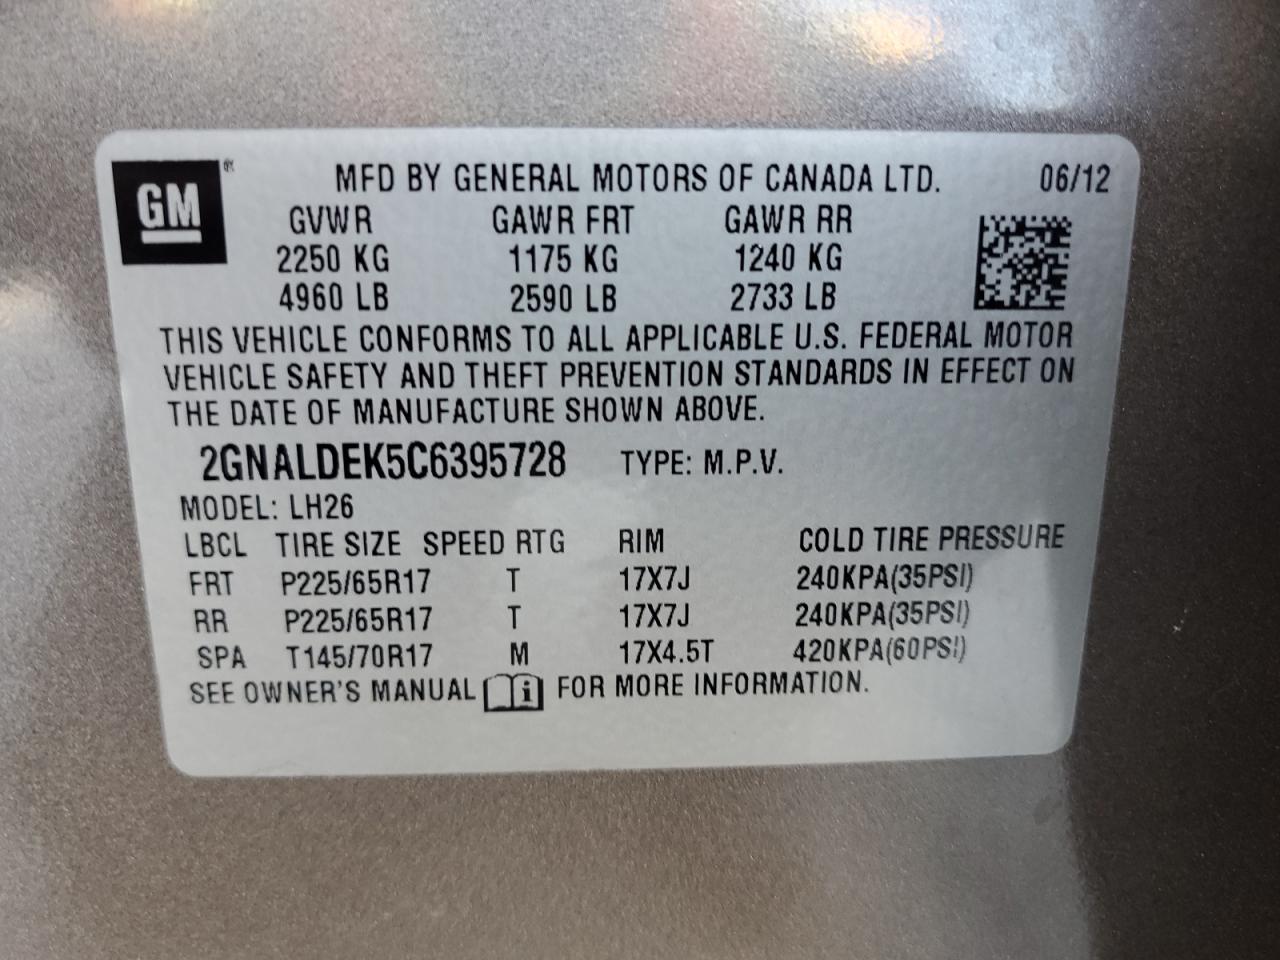 GM
MFD BY GENERAL MOTORS OF CANADA LTD. 06/12
GVWR GAWR FRT GAWR RR
2250 KG 1175 KG 1240 KG
4960 LB 2590 LB 2733 LB
THIS VEHICLE CONFORMS TO ALL APPLICABLE U.S. FEDERAL MOTOR
VEHICLE SAFETY AND THEFT PREVENTION STANDARDS IN EFFECT ON
THE DATE OF MANUFACTURE SHOWN ABOVE.
2GNALDEK5C6395728 TYPE: M.P.V.
MODEL: LH26
LBCL TIRE SIZE SPEED RTG RIM COLD TIRE PRESSURE
FRT P225/65R17 T 17X7J 240KPA(35PSI)
RR P225/65R17 T 17X7J 240KPA(35PSI)
SPA T145/70R17 M 17X4.5T 420KPA(60PSI)
SEE OWNER'S MANUAL i FOR MORE INFORMATION.